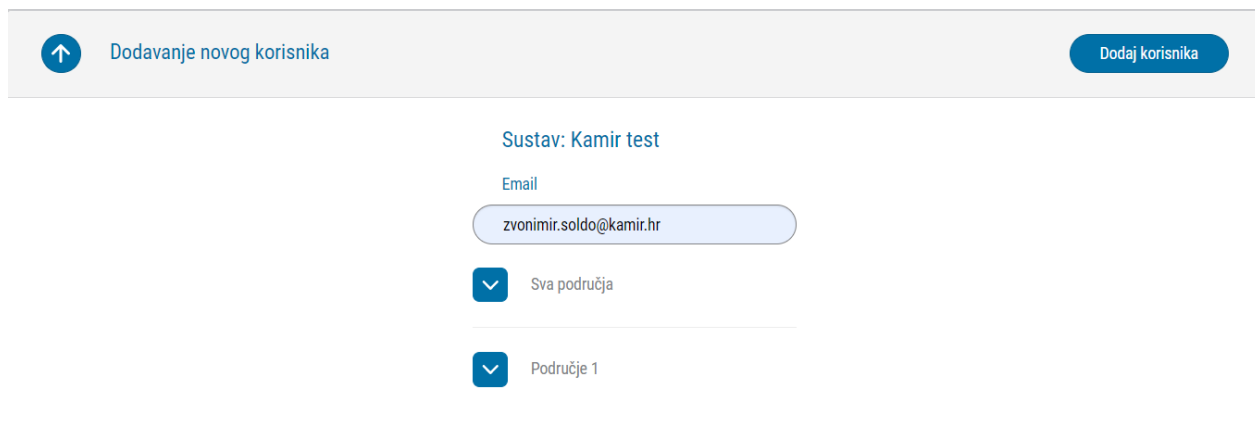 Dodavanje novog korisnika
Dodaj korisnika
Sustav: Kamir test
Email
zvonimir.soldo@kamir.hr
Sva područja
Područje 1